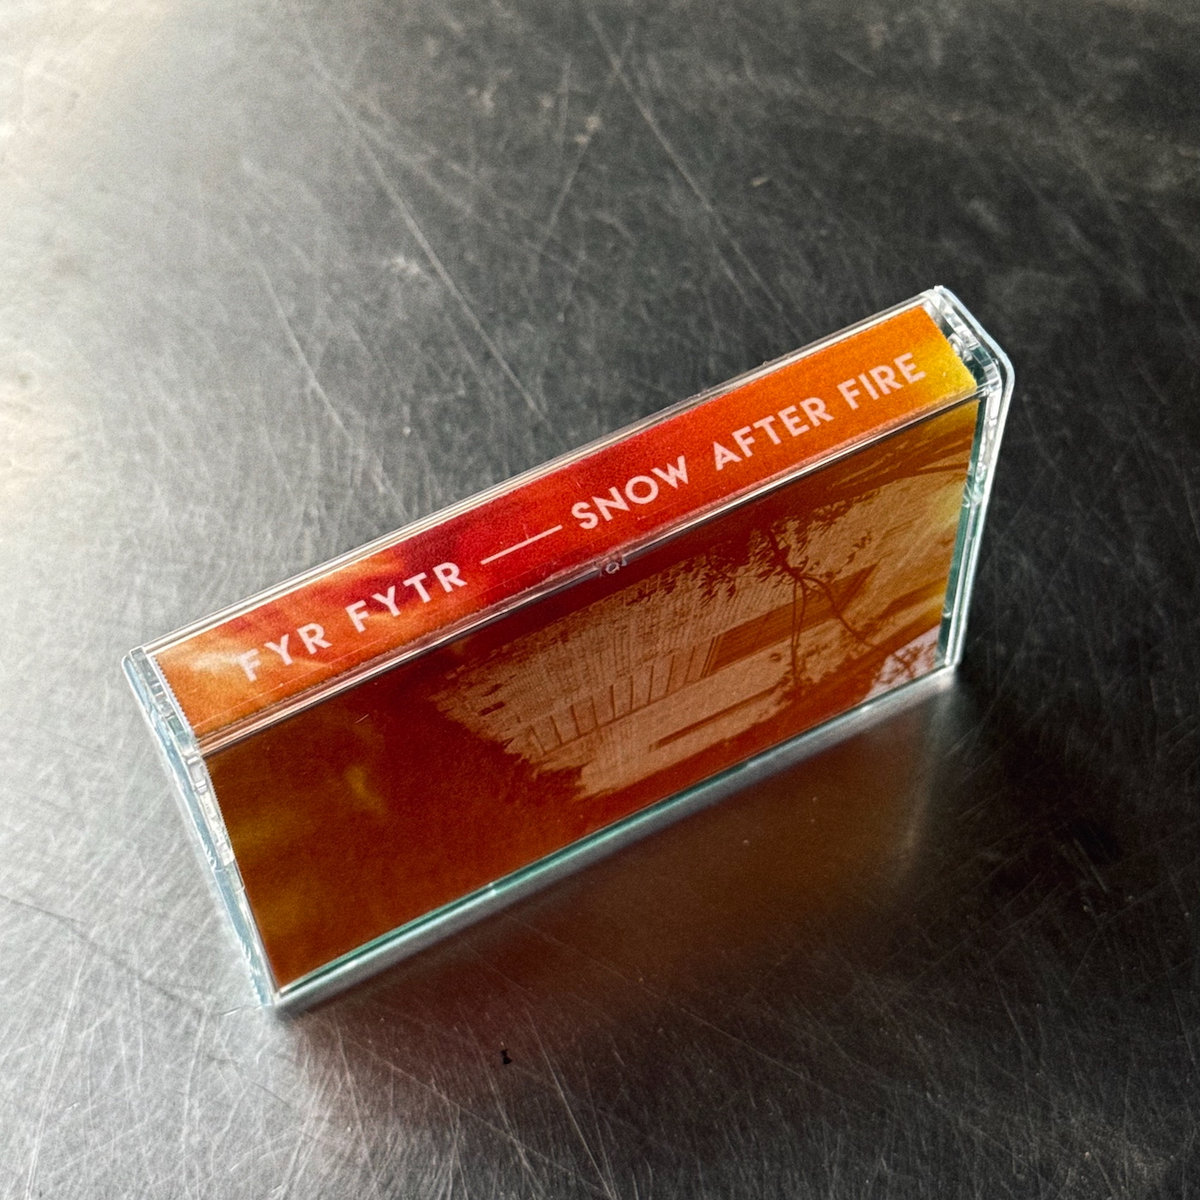 FYR FYTR — SNOW AFTER FIRE